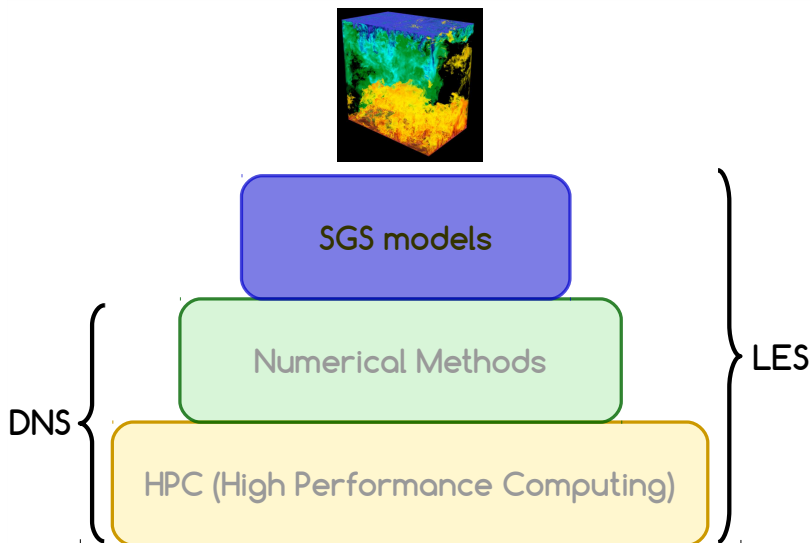 SGS models
Numerical Methods
LES
DNS
HPC (High Performance Computing)